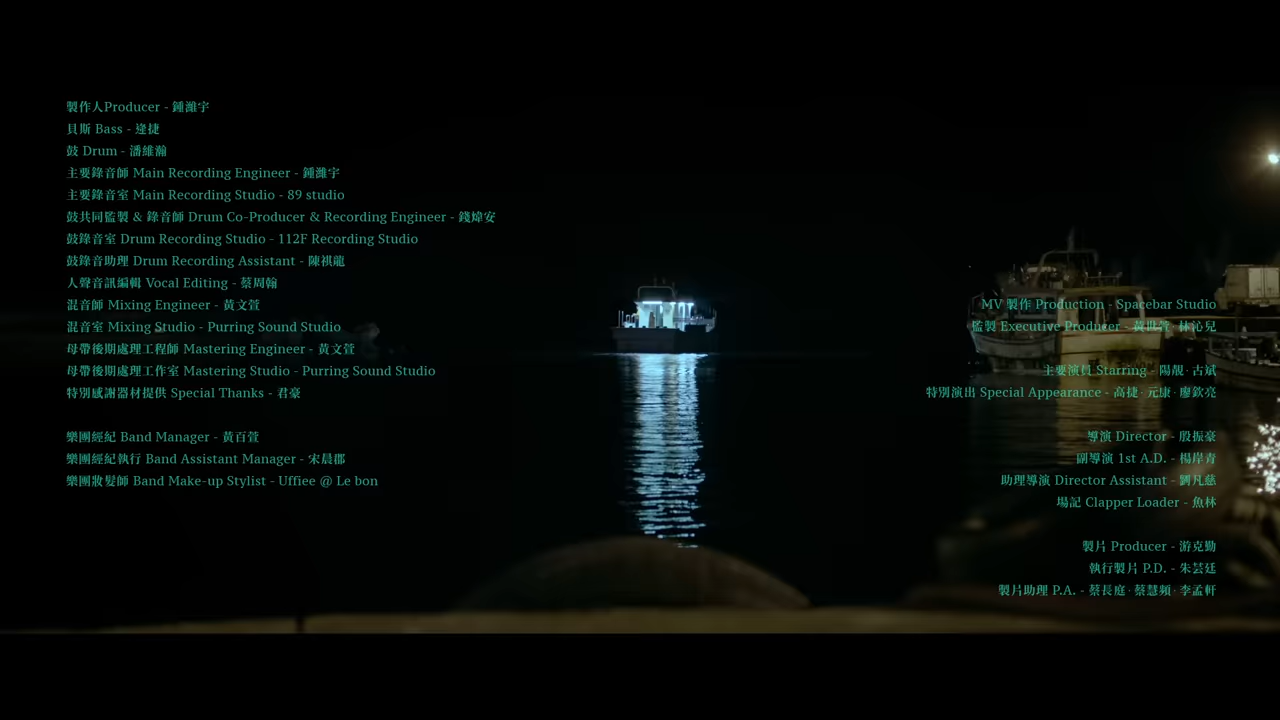 製作人Producer - 鍾濰宇
貝斯 Bass - 逄捷
鼓 Drum - 潘維瀚
主要錄音師 Main Recording Engineer - 鍾濰宇
主要錄音室 Main Recording Studio - 89 studio
鼓共同監製 & 錄音師 Drum Co-Producer & Recording Engineer - 錢煒安
鼓錄音室 Drum Recording Studio - 112F Recording Studio
鼓錄音助理 Drum Recording Assistant - 陳祺龍
人聲音訊編輯 Vocal Editing - 蔡周翰
混音師 Mixing Engineer - 黃文萱
混音室 Mixing Studio - Purring Sound Studio
母帶後期處理工程師 Mastering Engineer - 黃文萱
母帶後期處理工作室 Mastering Studio - Purring Sound Studio
特別感謝器材提供 Special Thanks - 君豪
樂團經紀 Band Manager - 黃百萱
樂團經紀執行 Band Assistant Manager - 宋晨郡
樂團妝髮師 Band Make-up Stylist - Uffiee @ Le bon
MV 製作 Production - Spacebar Studio
監製 Executive Producer - 黃世萱· 林沁兒
主要演員 Starring - 陽靚· 古斌
特別演出 Special Appearance - 高捷· 元康· 廖欽亮
導演 Director - 殷振豪
副導演 1st A.D. - 楊岸青
助理導演 Director Assistant - 劉凡慈
場記 Clapper Loader - 魚林
製片 Producer - 游克勤
執行製片 P.D. - 朱芸廷
製片助理 P.A. - 蔡長庭· 蔡慧頻· 李孟軒